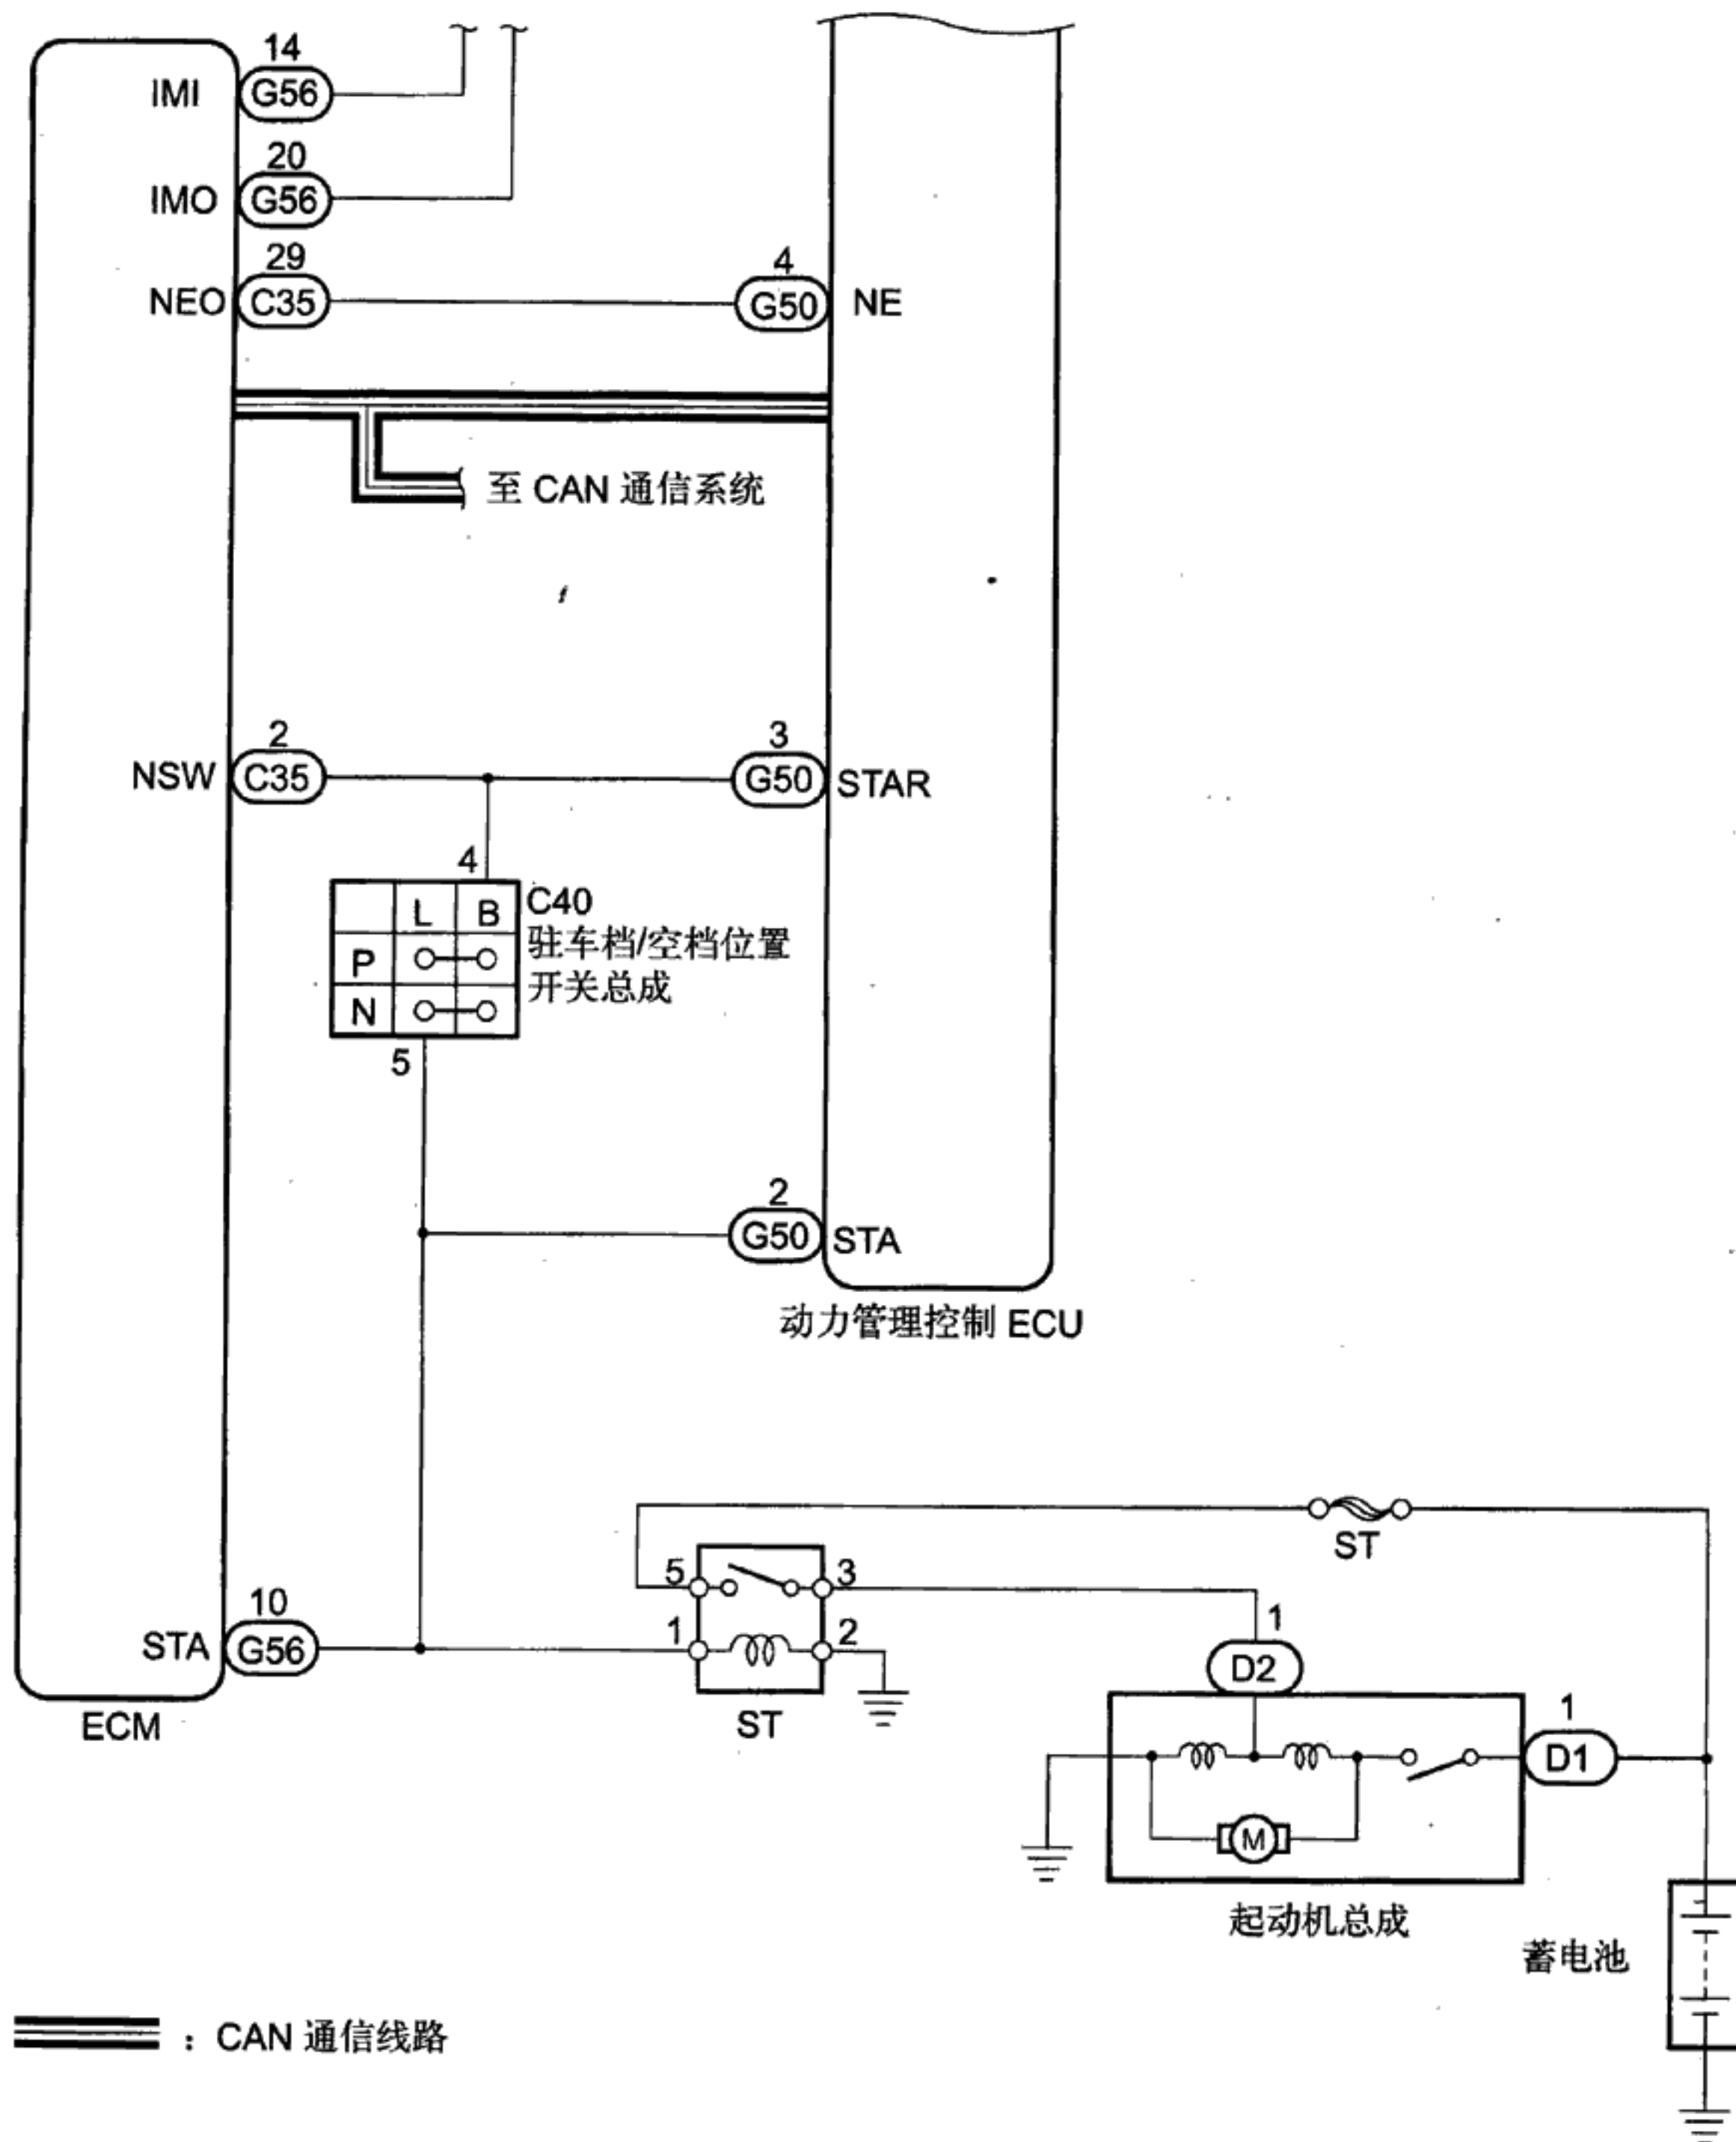 14
IMI G56
20
IMO G56
29 4
NEO C35 G50 NE
至 CAN 通信系统
2 3
NSW C35 G50 STAR
4
L B C40
驻车档/空档位置
P
开关总成
N
5
2
G50 STA
动力管理控制 ECU
ST
5 3
10 1 2
STA G56
1
D2
ECM ST
1
D1
M
起动机总成
蓄电池
：CAN 通信线路